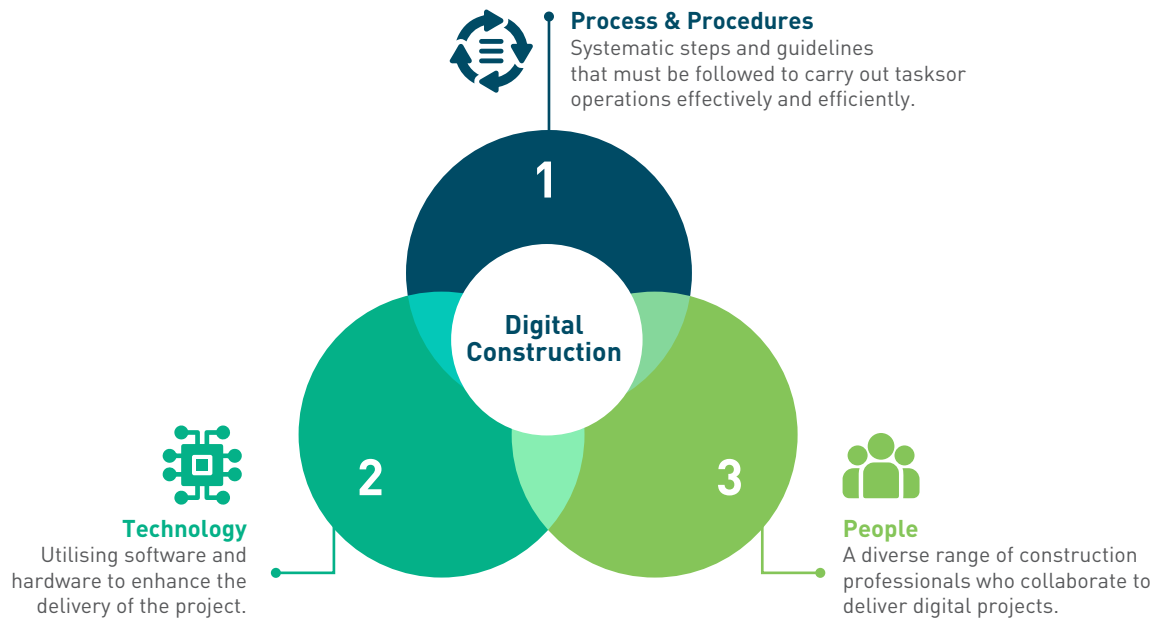 Process & Procedures
Systematic steps and guidelines
that must be followed to carry out tasksor
operations effectively and efficiently.
1
Digital
Construction
2
3
Technology
Utilising software and
hardware to enhance the
delivery of the project.
People
A diverse range of construction
professionals who collaborate to
deliver digital projects.